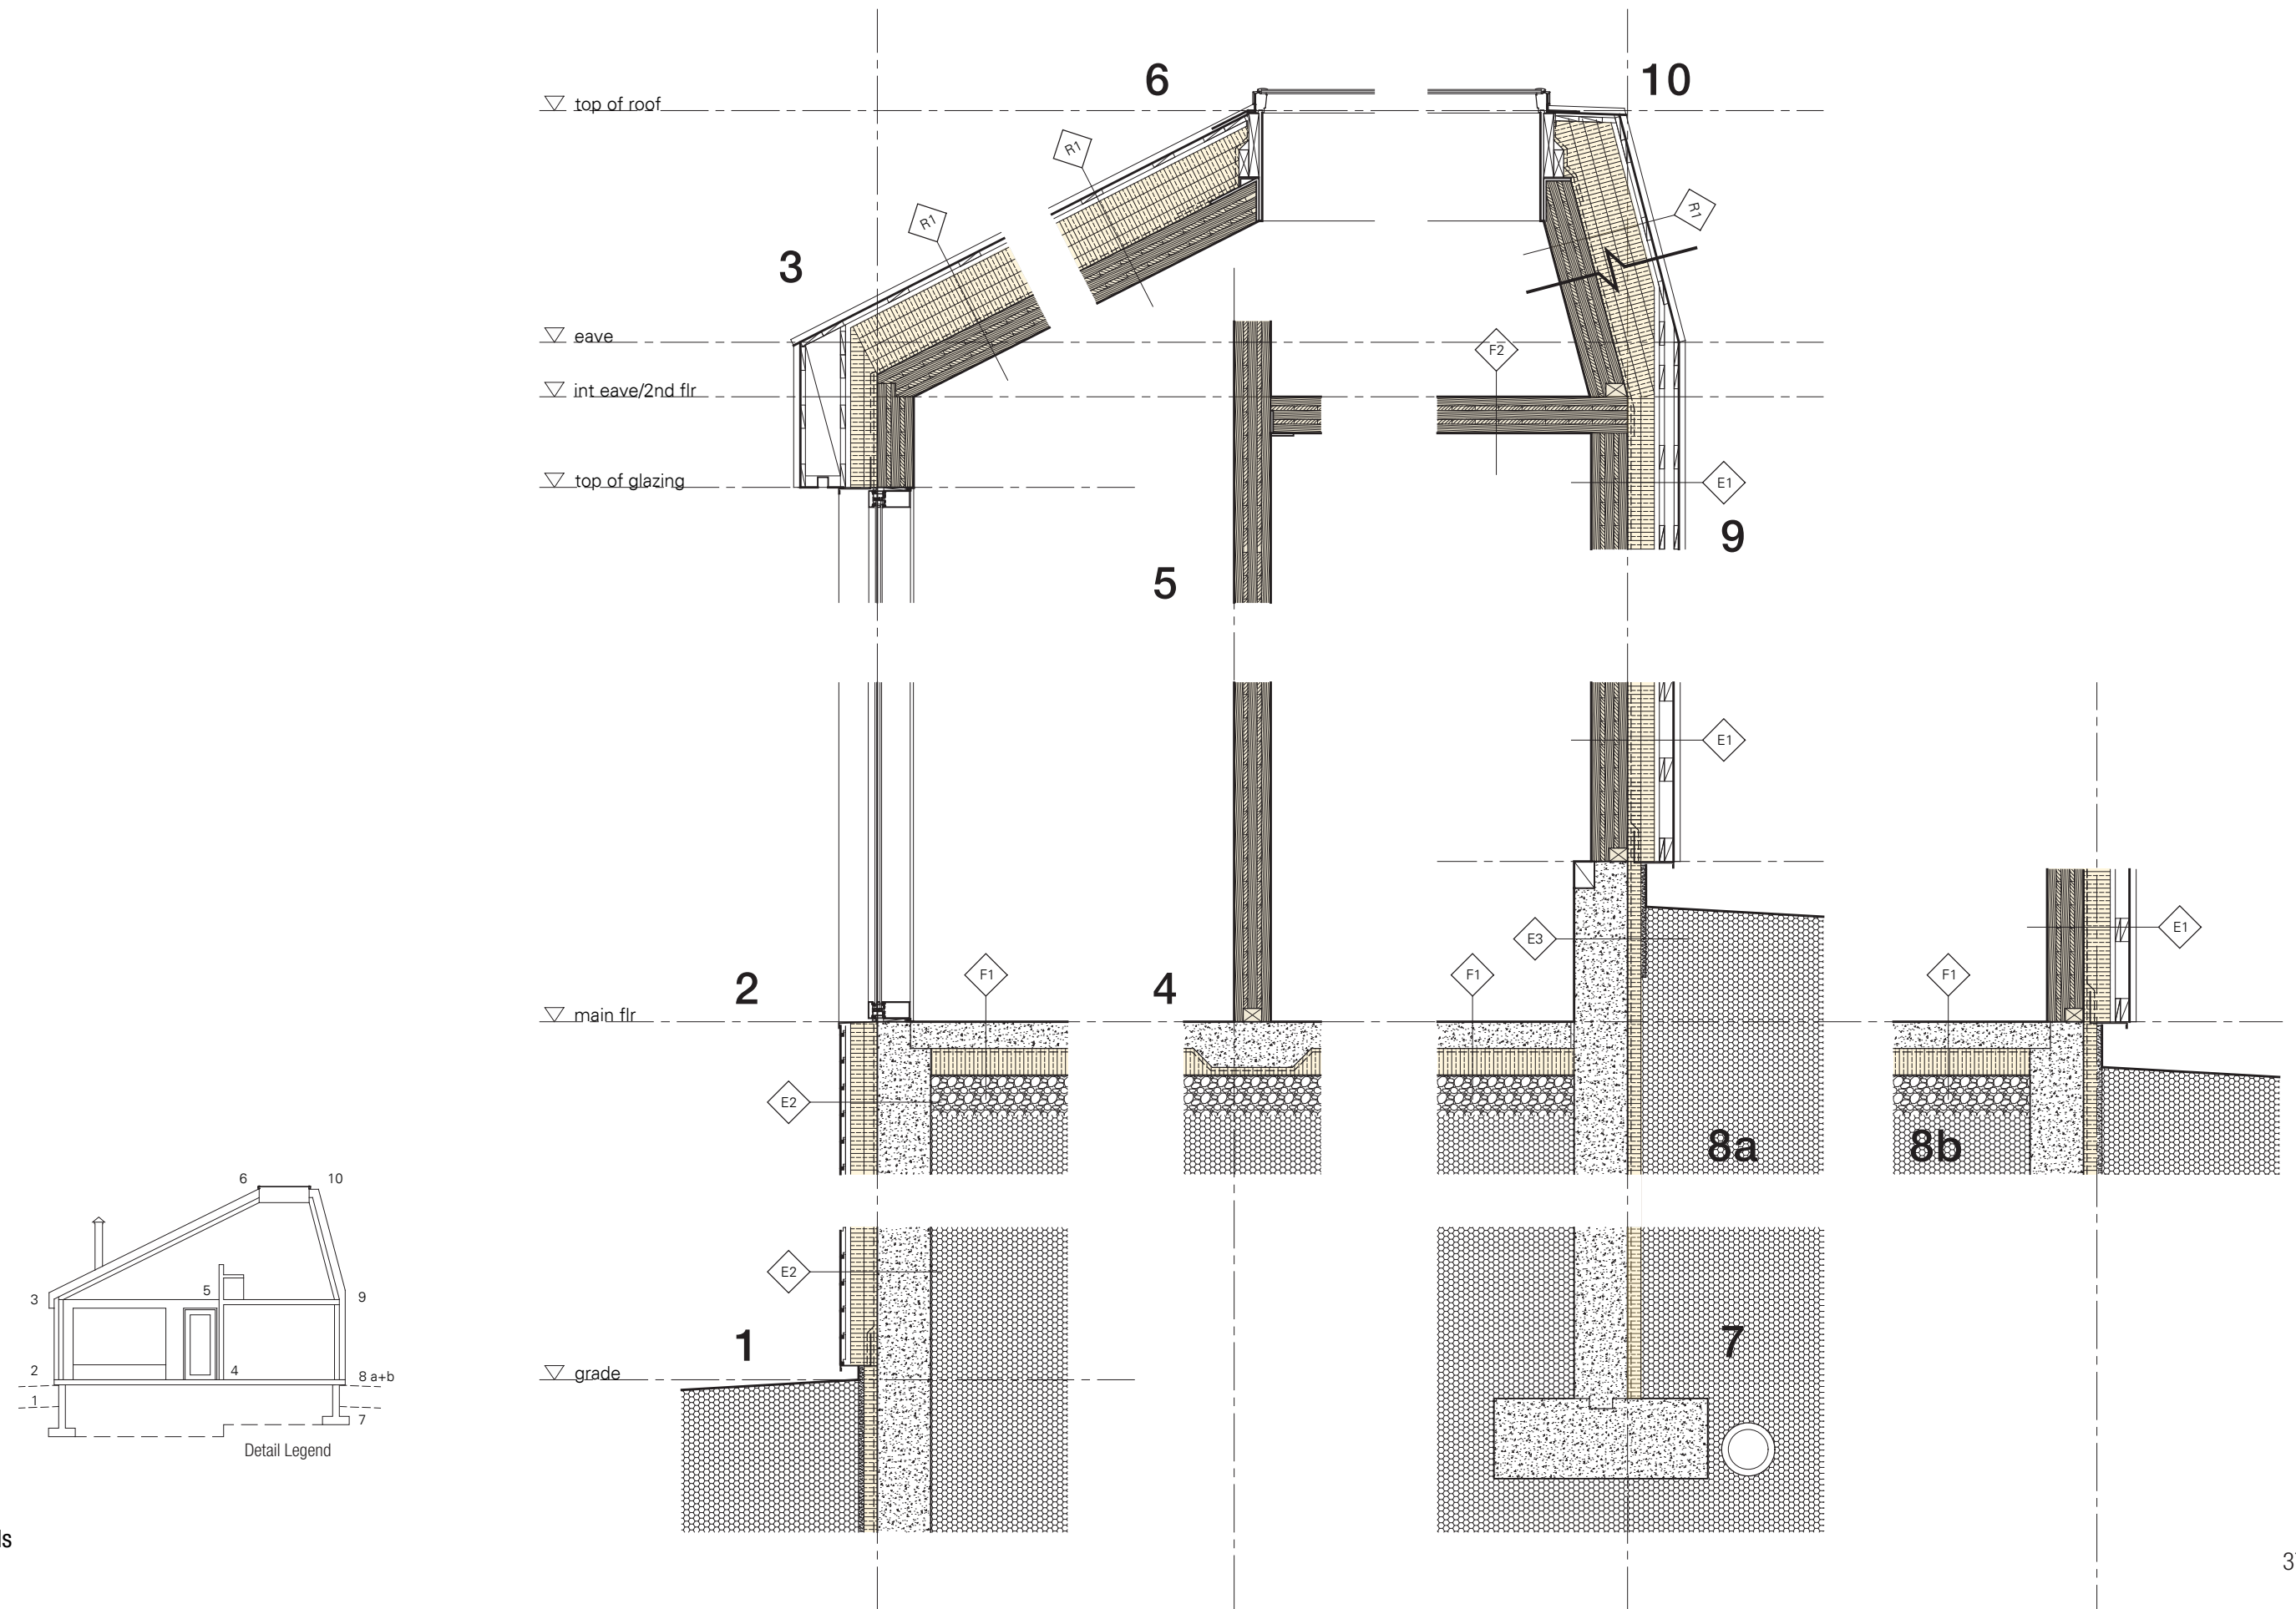 6
10
top of roof
R1
R1
R1
3
eave
F2
int eave/2nd flr
top of glazing
E1
9
5
E1
E1
E3
2
F1
4
F1
F1
main flr
E2
8a
8b
6
10
E2
5
3
9
7
1
2
4
8 a+b
grade
1
7
Detail Legend
ls